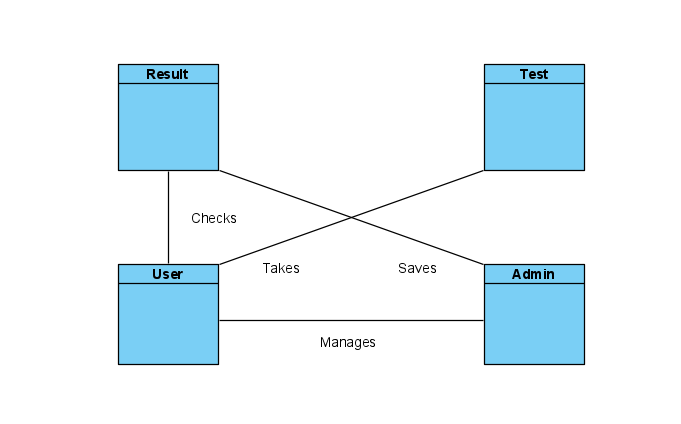 Result
Test
Checks
Takes
Saves
User
Admin
Manages